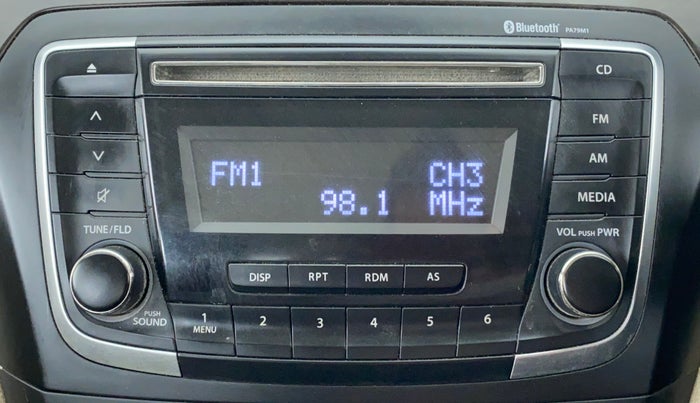 Bluetooth PA79M1
CD
FM
AM
MEDIA
FM1 CH3
98.1 MHz
TUNE/FLD
VOL PUSH PWR
DISP RPT RDM AS
PUSH
SOUND
1 2 3 4 5 6
MENU